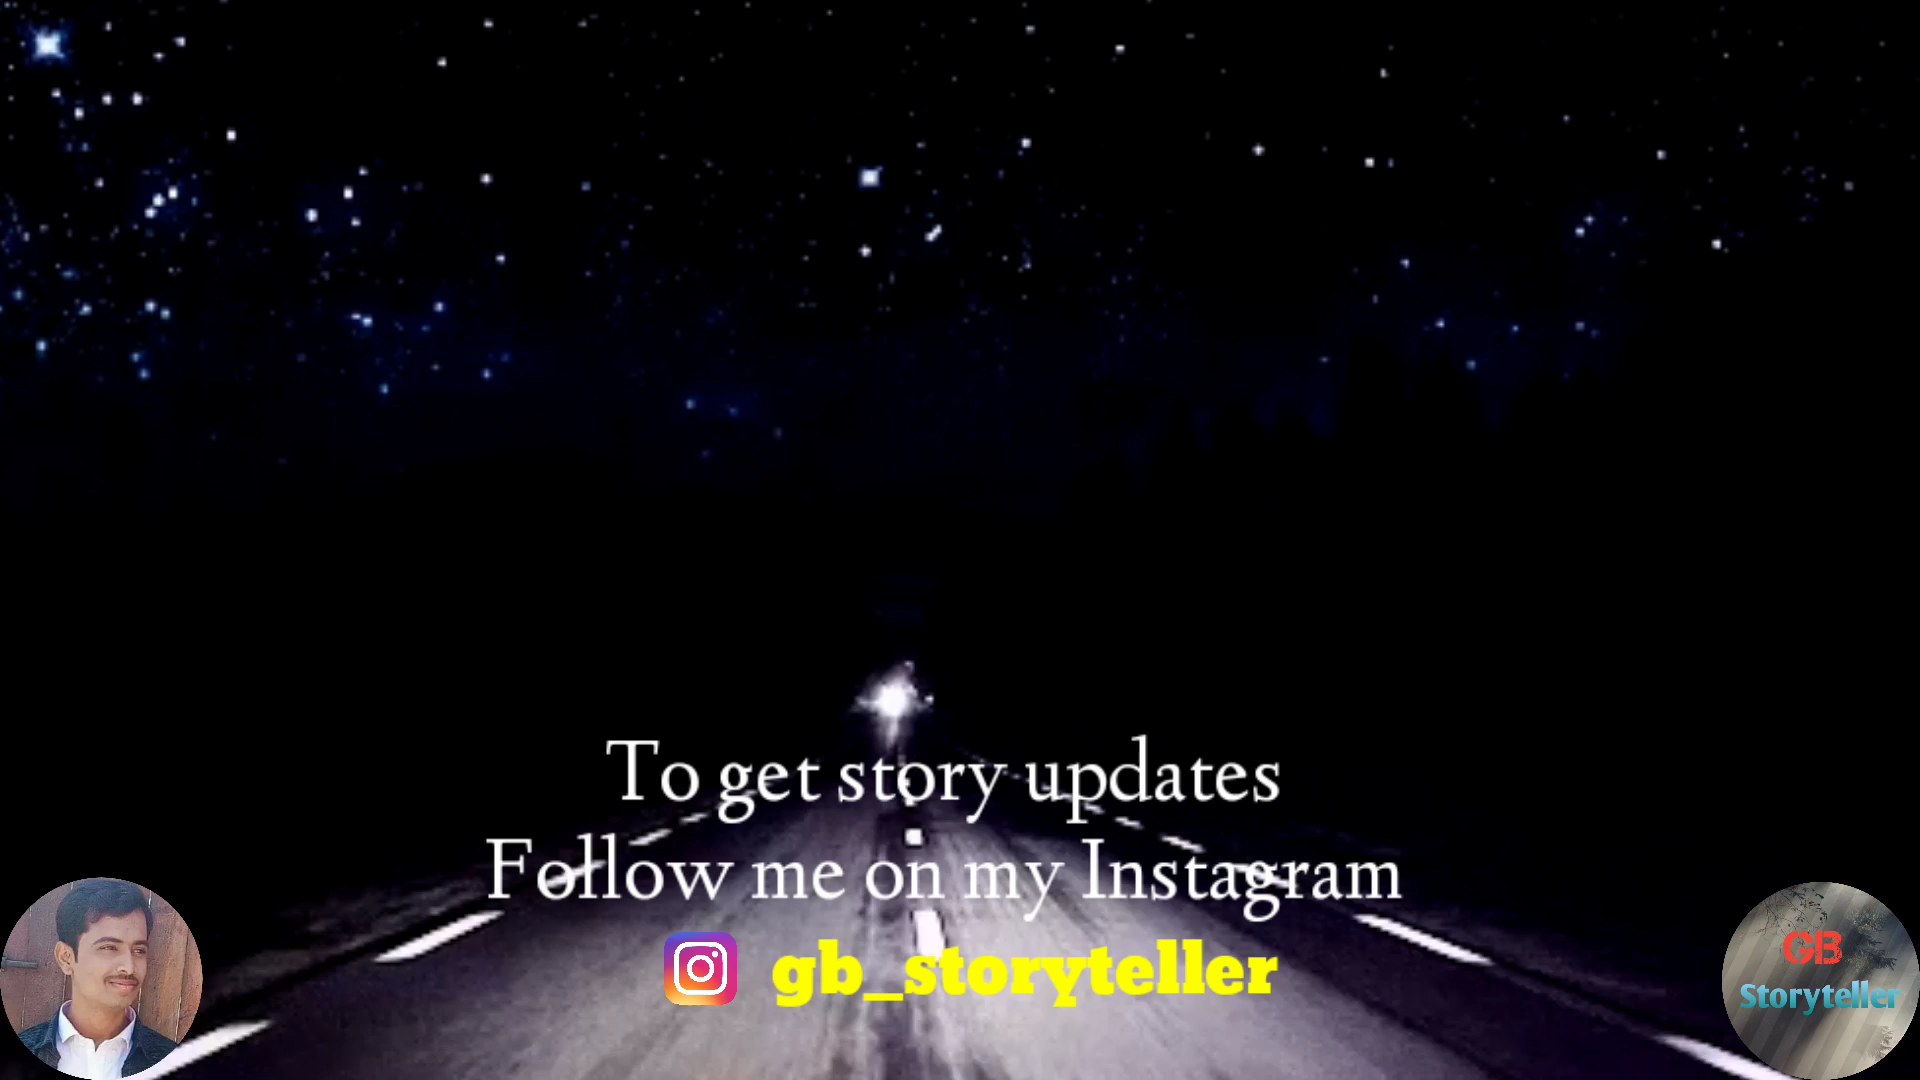 To get story updates
Follow me on my Instagram
gb_storyteller
GB
Storyteller